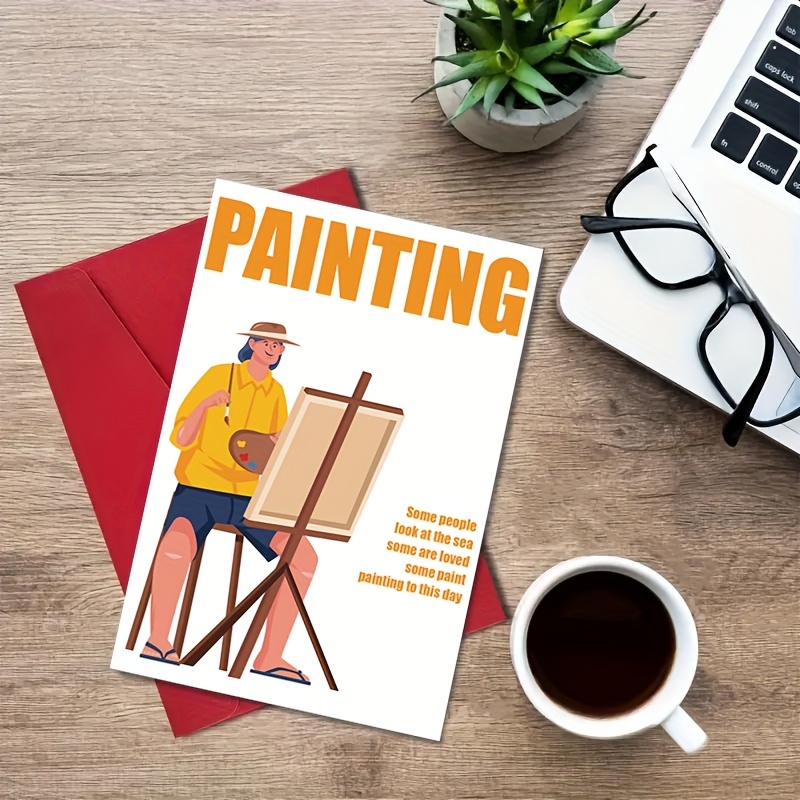 PAINTING
Some people
look at the sea
some are loved
some paint
painting to this day
tab
caps lock
shift
fn
control